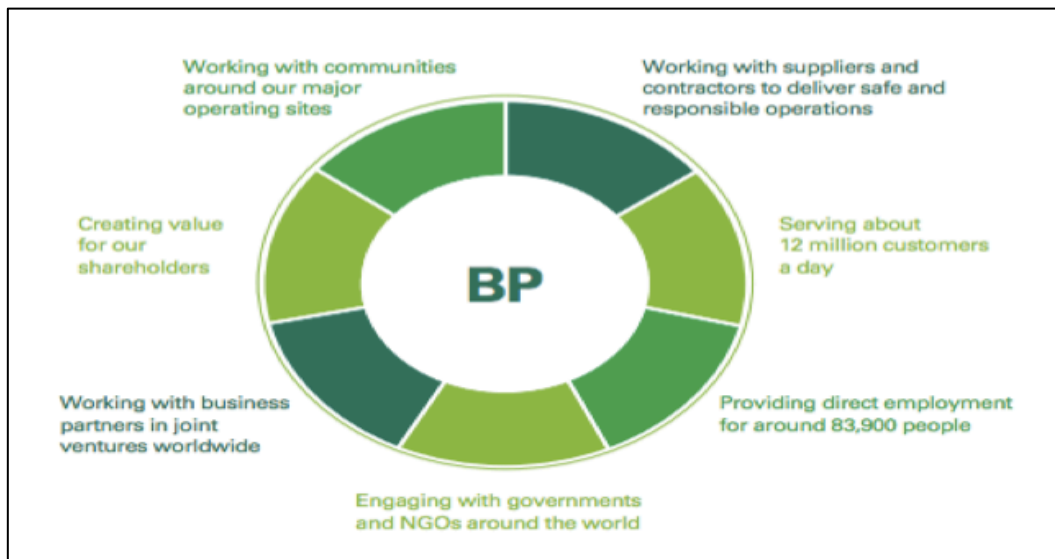 Working with communities
around our major
operating sites
Working with suppliers and
contractors to deliver safe and
responsible operations
Creating value
for our
shareholders
BP
Serving about
12 million customers
a day
Working with business
partners in joint
ventures worldwide
Providing direct employment
for around 83,900 people
Engaging with governments
and NGOs around the world